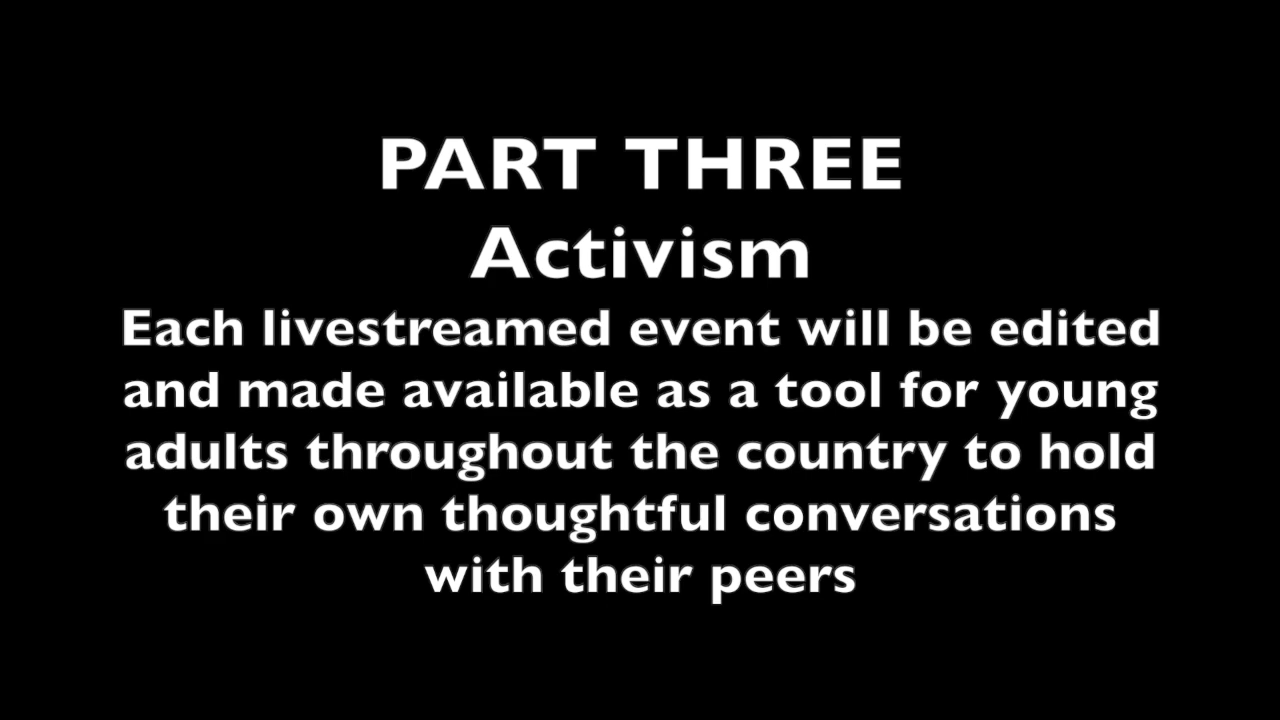 PART THREE
Activism
Each livestreamed event will be edited
and made available as a tool for young
adults throughout the country to hold
their own thoughtful conversations
with their peers